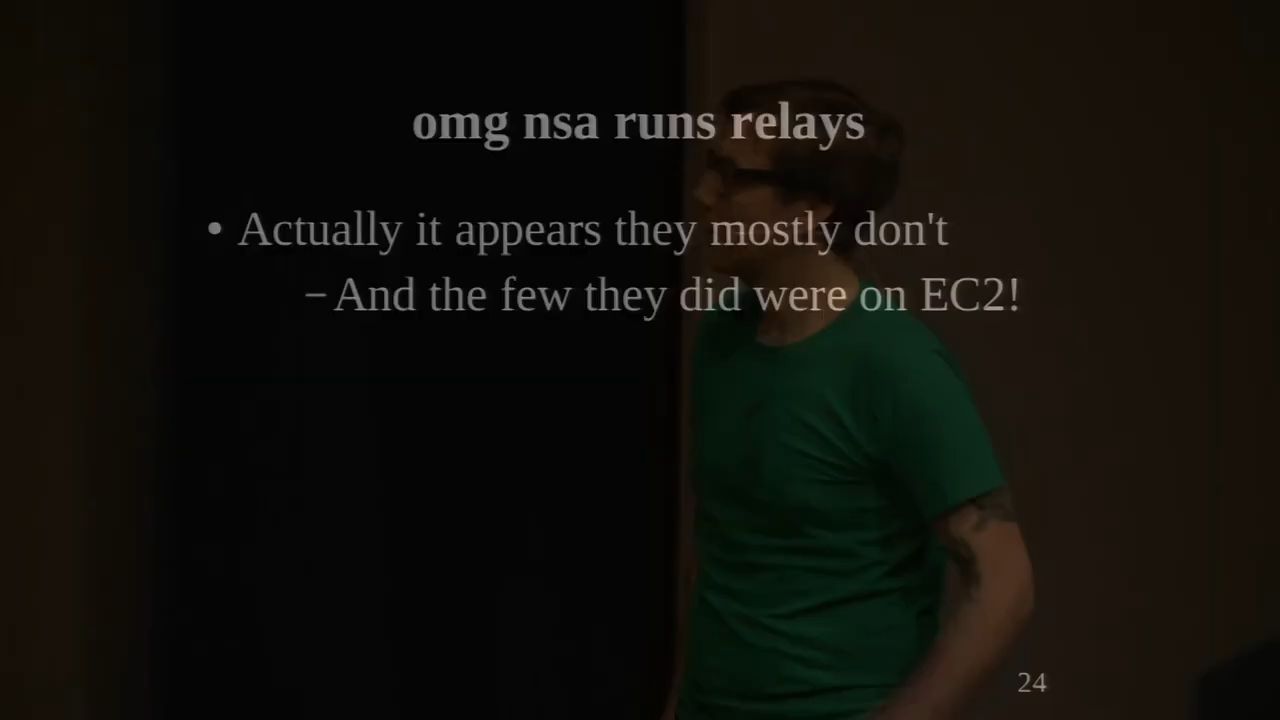 omg nsa runs relays
• Actually it appears they mostly don't
– And the few they did were on EC2!
24